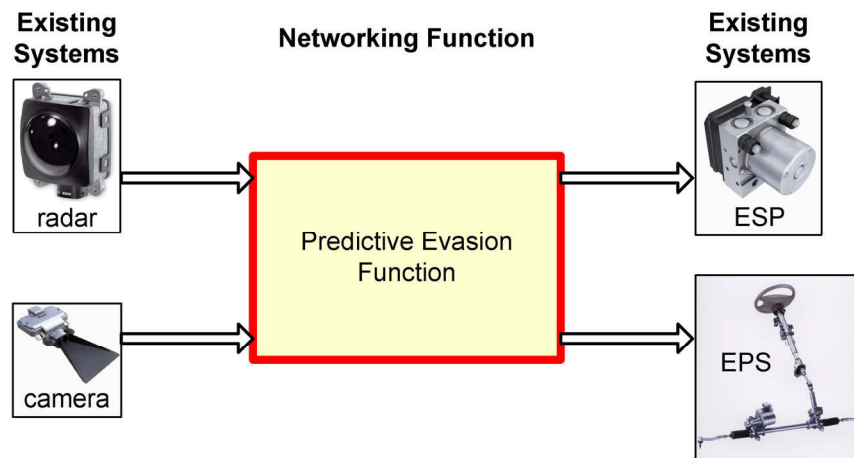 Existing
Systems
Networking Function
Existing
Systems
radar
camera
Predictive Evasion
Function
ESP
EPS